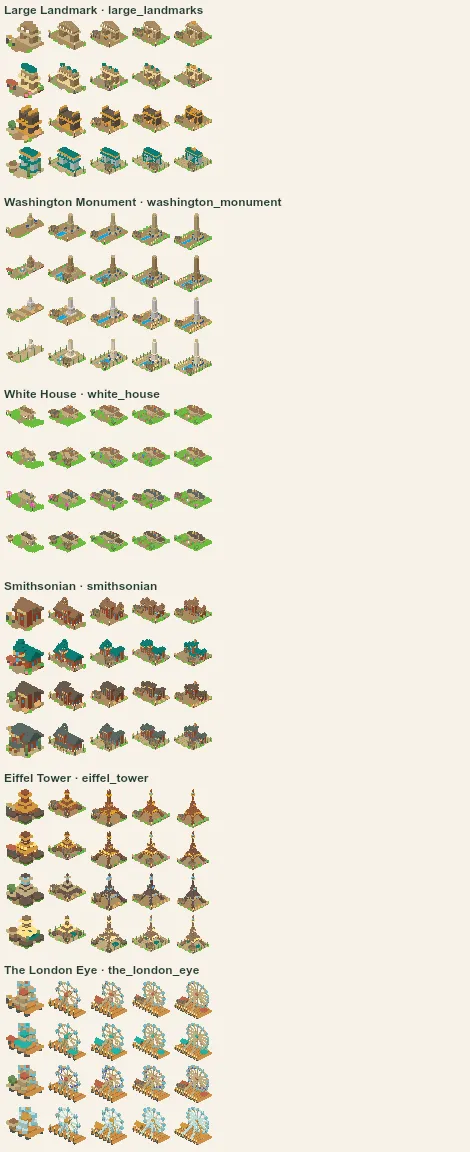 Large Landmark · large_landmarks
Washington Monument · washington_monument
White House · white_house
Smithsonian · smithsonian
Eiffel Tower · eiffel_tower
The London Eye · the_london_eye